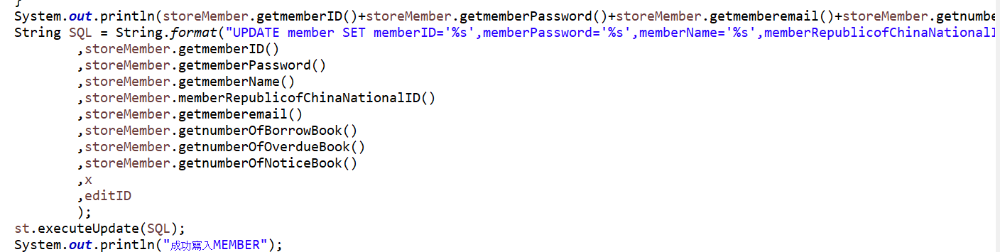 }
System.out.println(storeMember.getmemberID()+storeMember.getmemberPassword()+storeMember.getmemberemail()+storeMember.getnumbe
String SQL = String.format("UPDATE member SET memberID='%s',memberPassword='%s',memberName='%s',memberRepublicofChinaNationalI
,storeMember.getmemberID()
,storeMember.getmemberPassword()
,storeMember.getmemberName()
,storeMember.memberRepublicofChinaNationalID()
,storeMember.getmemberemail()
,storeMember.getnumberOfBorrowBook()
,storeMember.getnumberOfOverdueBook()
,storeMember.getnumberOfNoticeBook()
,x
,editID
);
st.executeUpdate(SQL);
System.out.println("成功寫入MEMBER");